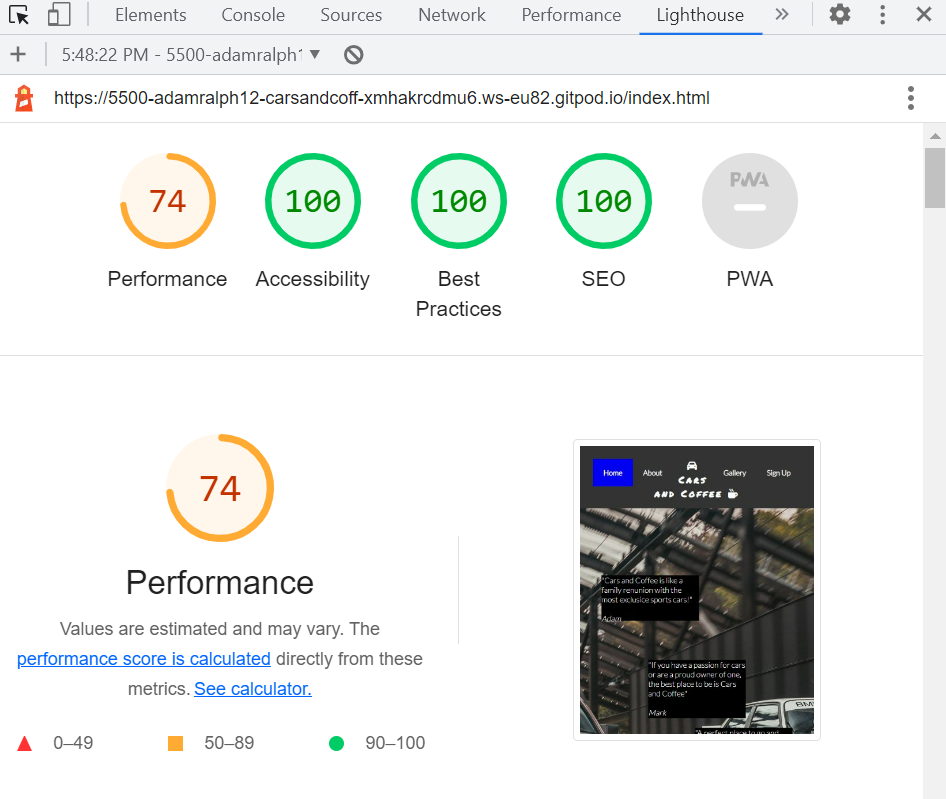 Elements Console Sources Network Performance Lighthouse
5:48:22 PM - 5500-adamralph1
https://5500-adamralph12-carsandcoff-xmhakrcdmu6.ws-eu82.gitpod.io/index.html
74 100 100 100 PWA
Performance Accessibility Best Practices SEO PWA
74
Performance
Values are estimated and may vary. The
performance score is calculated directly from these
metrics. See calculator.
0–49 50–89 90–100
Home About Cars Gallery Sign Up
and Coffee
"Cars and Coffee is like a
family renunion with the
most exclusice sports cars!"
Adam
"If you have a passion for cars
or are a proud owner of one,
the best place to be is Cars
and Coffee"
Mark
BM
"A perfect place to go and